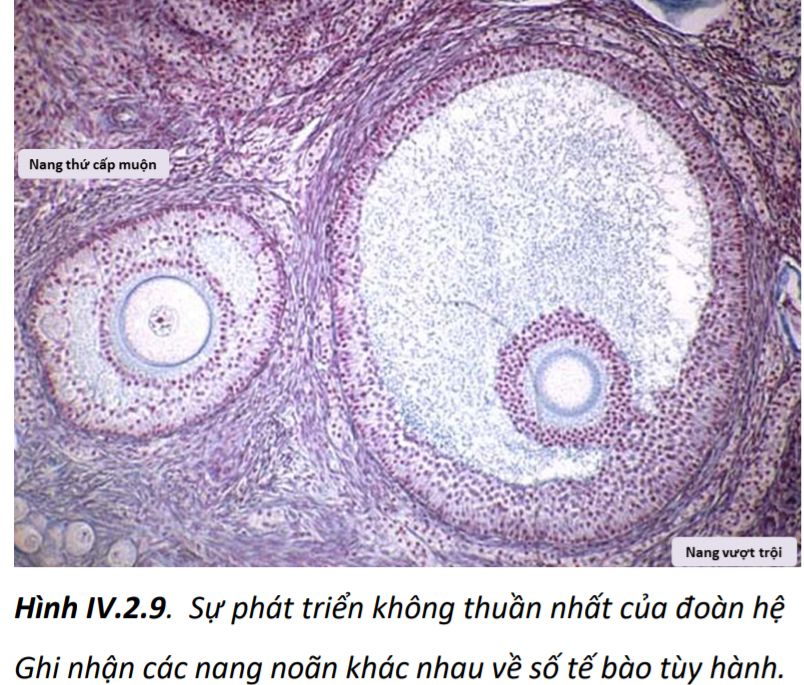 Nang thứ cấp muộn
Nang vượt trội
Hình IV.2.9. Sự phát triển không thuần nhất của đoàn hệ
Ghi nhận các nang noãn khác nhau về số tế bào tùy hành.